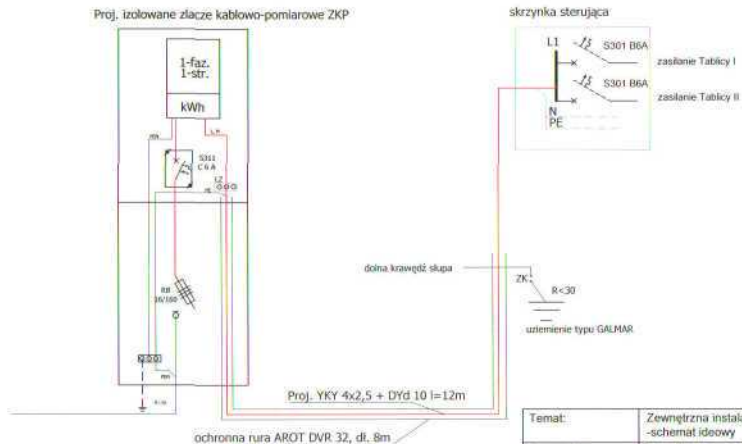 Proj. izolowane zlacze kablowo-pomiarowe ZKP
skrzynka sterująca
1-faz.
1-str.
kWh
S311
C 6 A
LZ
RB
L1
S301 B6A
zasilanie Tablicy I
S301 B6A
zasilanie Tablicy II
N
PE
dolna krawędź słupa
ZK
R<30
uziemienie typu GALMAR
Proj. YKY 4x2,5 + DYd 10 l=12m
ochronna rura AROT DVR 32, dł. 8m
Temat:
Zewnętrzna instala
-schemat ideowy